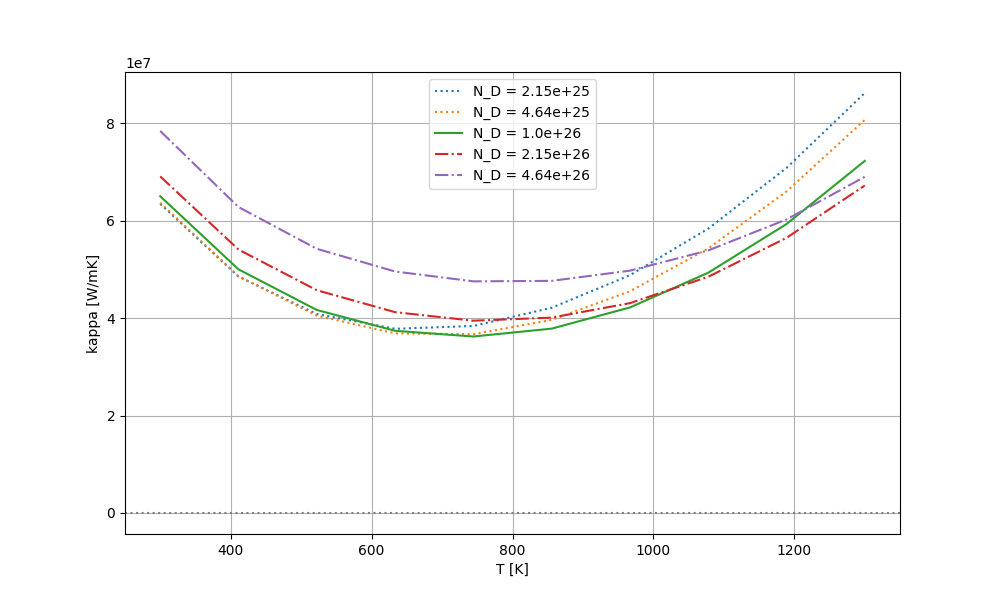 1e7
N_D = 2.15e+25
N_D = 4.64e+25
N_D = 1.0e+26
N_D = 2.15e+26
N_D = 4.64e+26
8
6
4
2
0
kappa [W/mK]
400 600 800 1000 1200
T [K]